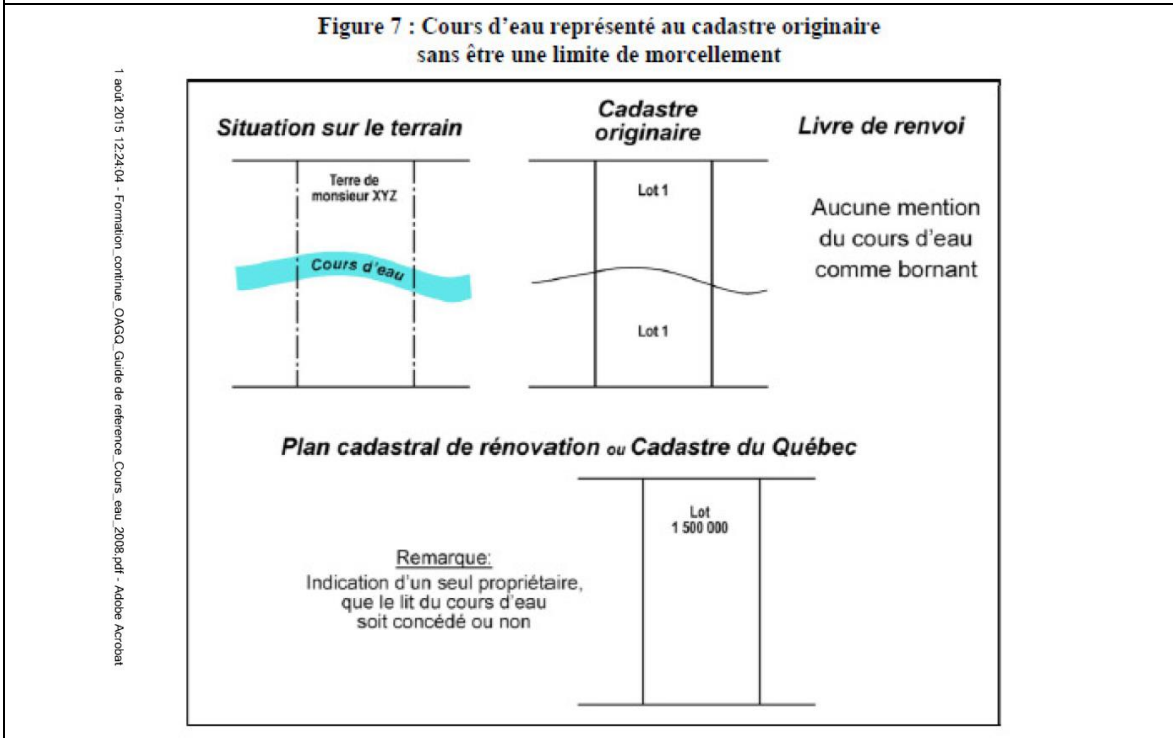 Figure 7 : Cours d'eau représenté au cadastre originaire
sans être une limite de morcellement
1 août 2015 12:24:04 - Formation_continue_OAGQ_Guide de reference_Cours_eau_2008.pdf - Adobe Acrobat
Situation sur le terrain
Terre de
monsieur XYZ
Cours d'eau
Cadastre
originaire
Lot 1
Lot 1
Livre de renvoi
Aucune mention
du cours d'eau
comme bornant
Plan cadastral de rénovation ou Cadastre du Québec
Lot
1 500 000
Remarque:
Indication d'un seul propriétaire,
que le lit du cours d'eau
soit concédé ou non